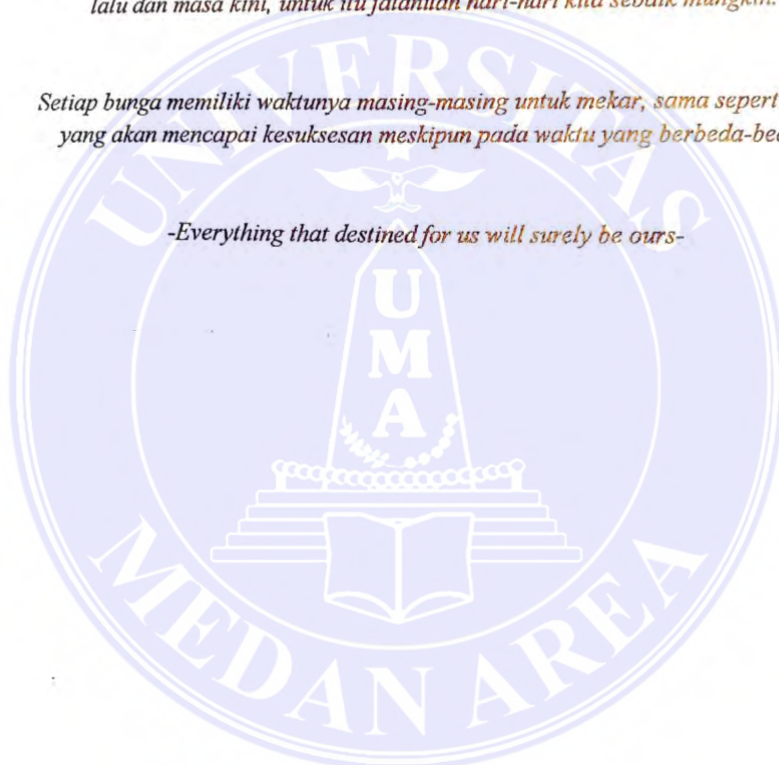 lalu dan masa kini, untuk itu jalanilah hari-hari kita sebaik mungkin.
Setiap bunga memiliki waktunya masing-masing untuk mekar, sama
yang akan mencapai kesuksesan meskipun pada waktu yang
-Everything that destined for us will surely be ours-
UNIVERSITAS
U
M
A
MEDAN AREA